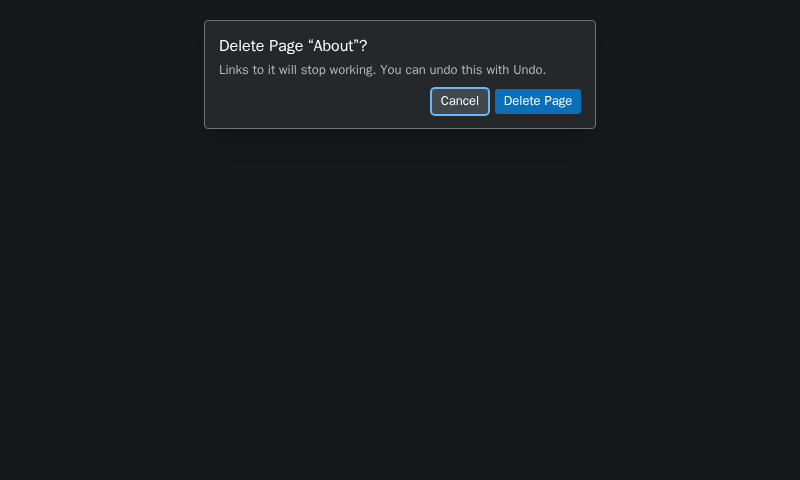 Delete Page “About”?
Links to it will stop working. You can undo this with Undo.
Cancel
Delete Page